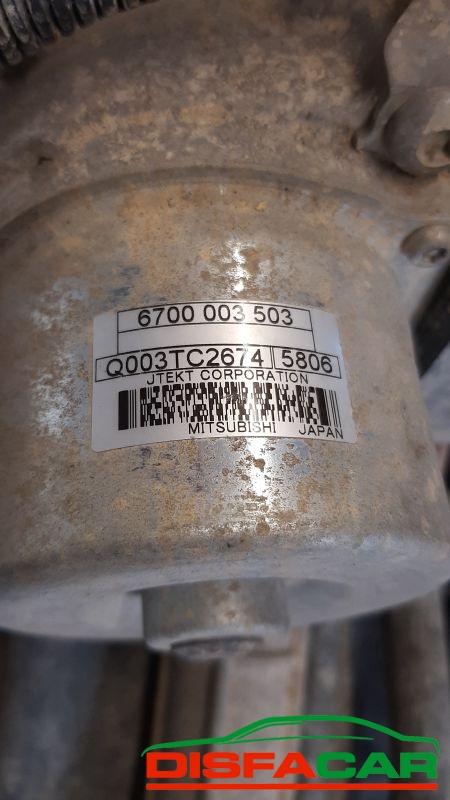 6700 003 503
Q003TC2674 5806
JTEKT CORPORATION
MITSUBISHI JAPAN
DISFACAR